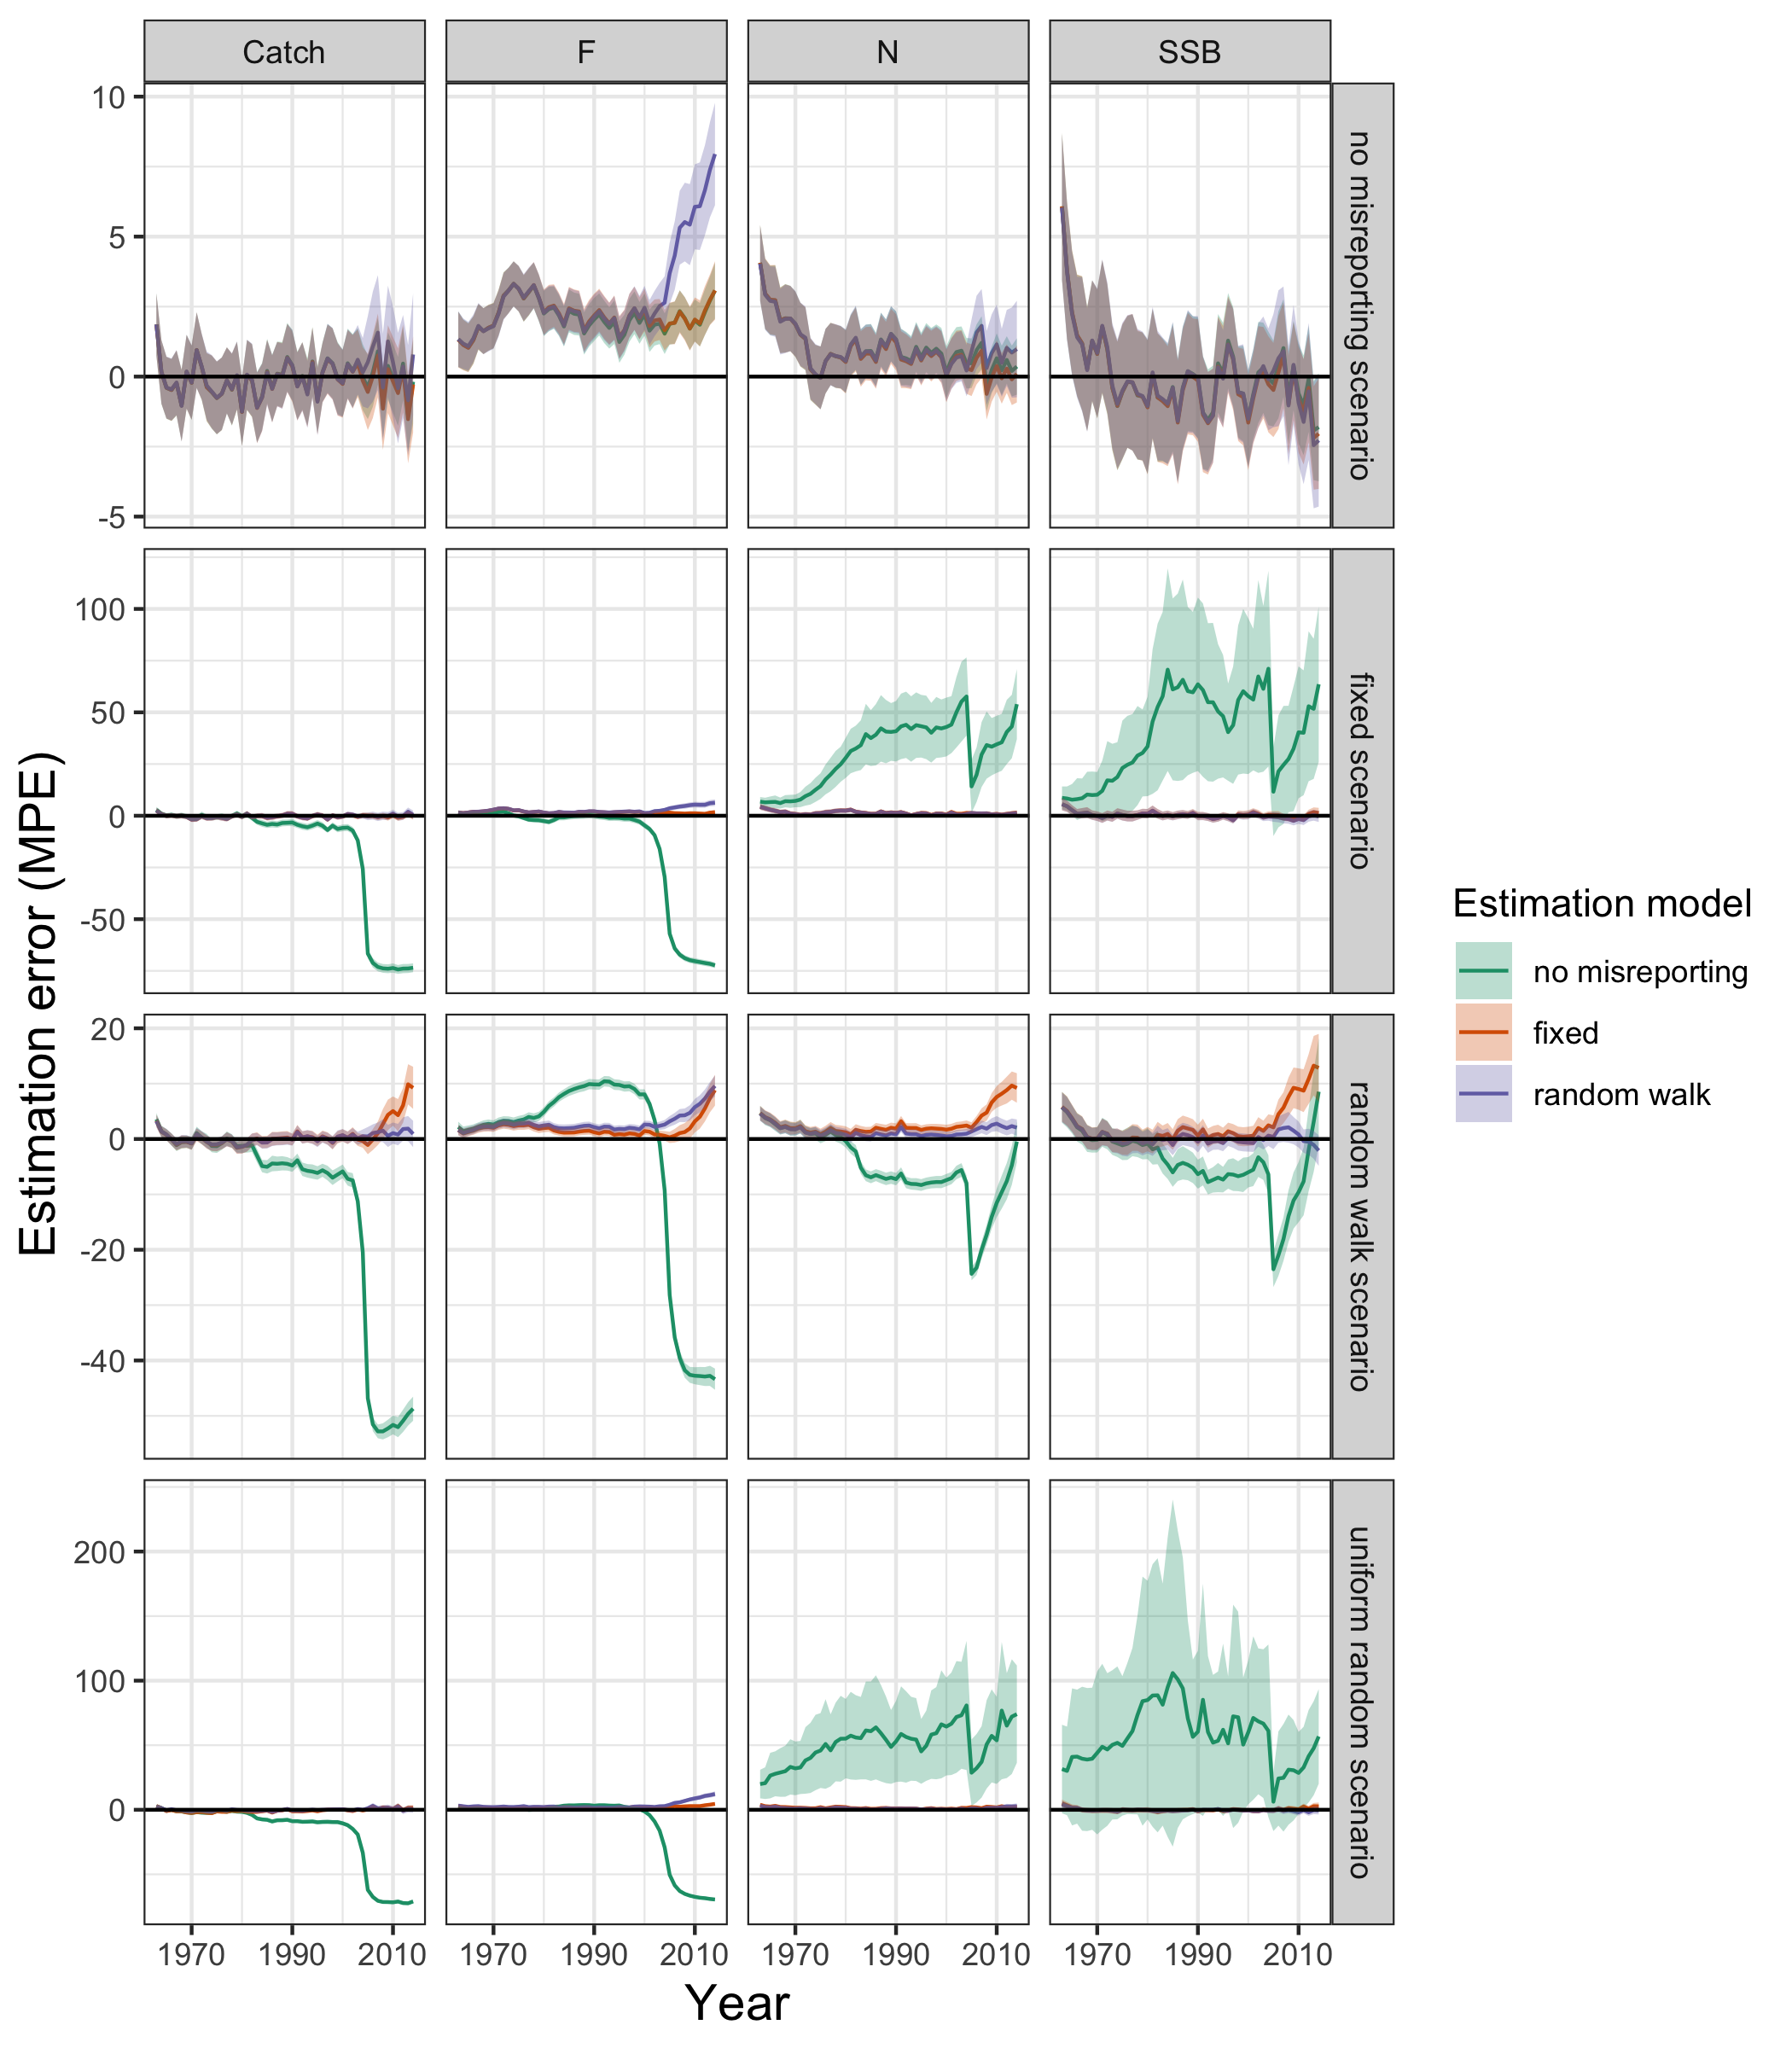 Catch F N SSB
10
5
0
-5
no misreporting scenario
100
50
0
-50
fixed scenario
20
0
-20
-40
random walk scenario
200
100
0
uniform random scenario
1970 1990 2010 1970 1990 2010 1970 1990 2010 1970 1990 2010
Year
Estimation error (MPE)
Estimation model
no misreporting
fixed
random walk